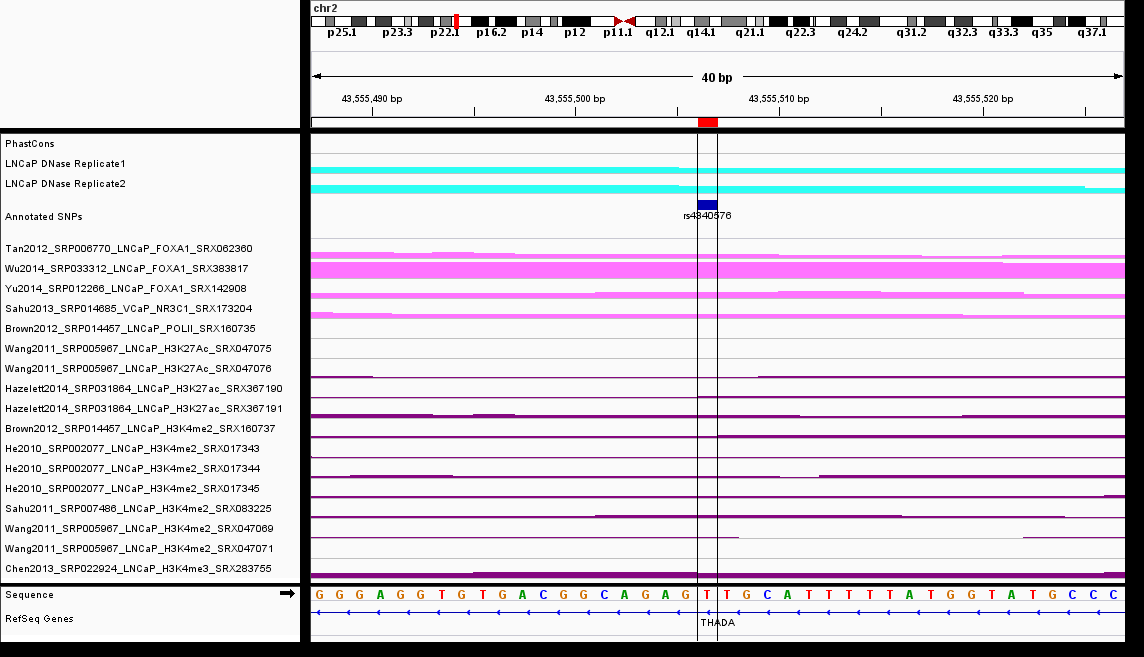 chr2
p25.1 p23.3 p22.1 p16.2 p14 p12 p11.1 q12.1 q14.1 q21.1 q22.3 q24.2 q31.2 q32.3 q33.3 q35 q37.1
40 bp
43,555,490 bp 43,555,500 bp 43,555,510 bp 43,555,520 bp
PhastCons
LNCaP DNase Replicate1
LNCaP DNase Replicate2
Annotated SNPs
rs4340576
Tan2012_SRP006770_LNCaP_FOXA1_SRX062360
Wu2014_SRP033312_LNCaP_FOXA1_SRX383817
Yu2014_SRP012266_LNCaP_FOXA1_SRX142908
Sahu2013_SRP014685_VCaP_NR3C1_SRX173204
Brown2012_SRP014457_LNCaP_POLII_SRX160735
Wang2011_SRP005967_LNCaP_H3K27Ac_SRX047075
Wang2011_SRP005967_LNCaP_H3K27Ac_SRX047076
Hazelett2014_SRP031864_LNCaP_H3K27ac_SRX367190
Hazelett2014_SRP031864_LNCaP_H3K27ac_SRX367191
Brown2012_SRP014457_LNCaP_H3K4me2_SRX160737
He2010_SRP002077_LNCaP_H3K4me2_SRX017343
He2010_SRP002077_LNCaP_H3K4me2_SRX017344
He2010_SRP002077_LNCaP_H3K4me2_SRX017345
Sahu2011_SRP007486_LNCaP_H3K4me2_SRX083225
Wang2011_SRP005967_LNCaP_H3K4me2_SRX047069
Wang2011_SRP005967_LNCaP_H3K4me2_SRX047071
Chen2013_SRP022924_LNCaP_H3K4me3_SRX283755
Sequence G G G A G G T G T G A C G G C A G A G T T G C A T T T T T A T G G T A T G C C C
RefSeq Genes
THADA